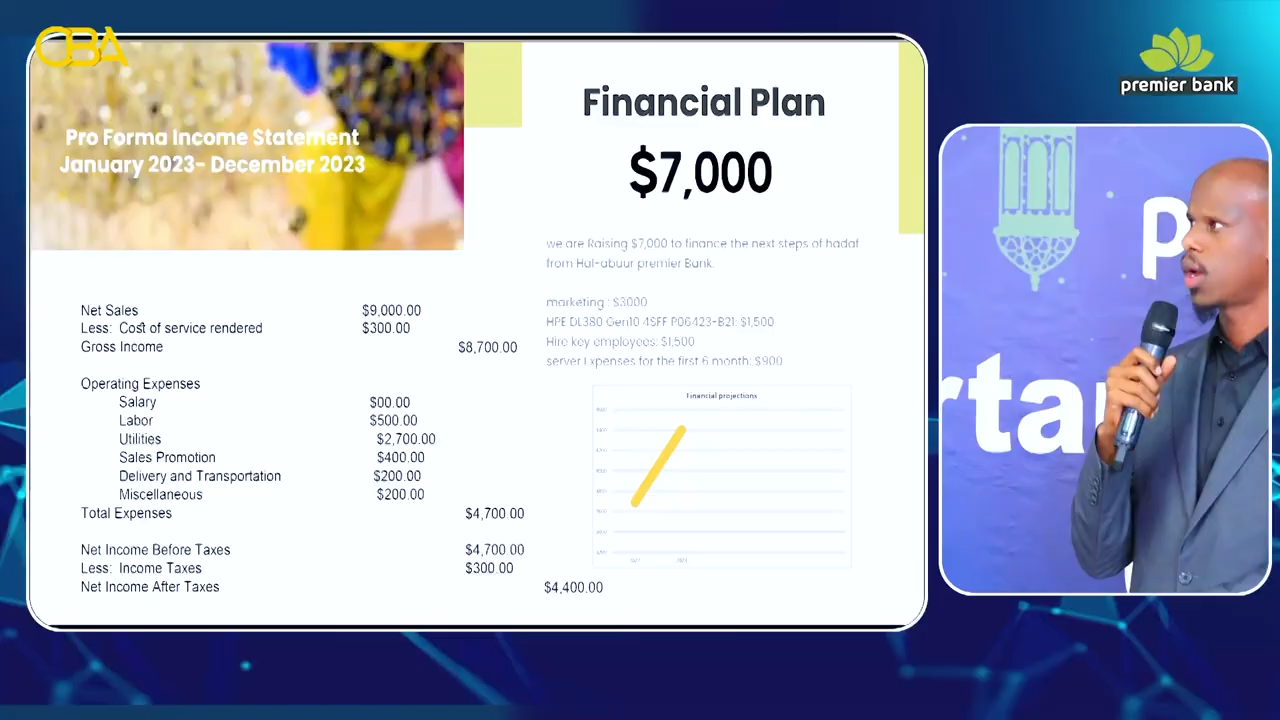 CBA
premier bank
Pro Forma Income Statement
January 2023- December 2023
Financial Plan
$7,000
we are Raising $7,000 to finance the next steps of hadaf
from Hal-abuur premier Bank.
marketing : $3000
HPE DL380 Gen10 4SFF P06423-B21: $1,500
Hire key employees: $1,500
server Expenses for the first 6 month: $900
Net Sales $9,000.00
Less: Cost of service rendered $300.00
Gross Income $8,700.00
Operating Expenses
Salary $00.00
Labor $500.00
Utilities $2,700.00
Sales Promotion $400.00
Delivery and Transportation $200.00
Miscellaneous $200.00
Total Expenses $4,700.00
Net Income Before Taxes $4,700.00
Less: Income Taxes $300.00
Net Income After Taxes $4,400.00
Financial projections
p
rta